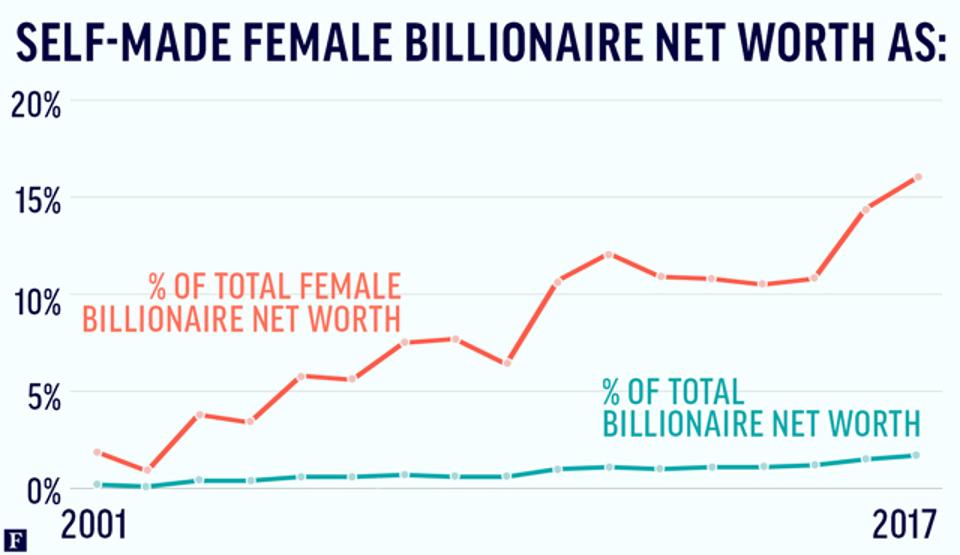 SELF-MADE FEMALE BILLIONAIRE NET WORTH AS:
20%
15%
% OF TOTAL FEMALE
BILLIONAIRE NET WORTH
10%
% OF TOTAL
BILLIONAIRE NET WORTH
5%
0%
2001
2017
F